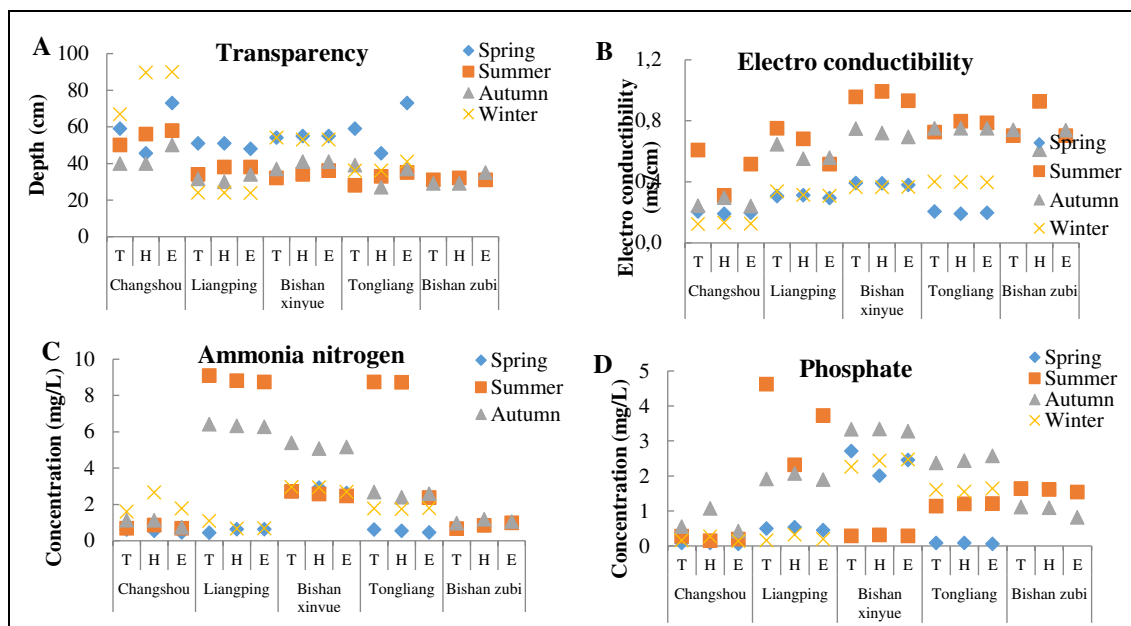 A
Transparency
Depth (cm)
100
80
60
40
20
0
Spring
Summer
Autumn
Winter
T H E T H E T H E T H E T H E
Changshou Liangping Bishan xinyue Tongliang Bishan zubi
B
Electro conductibility
Electro conductibility (ms/cm)
1,2
0,8
0,4
0,0
Spring
Summer
Autumn
Winter
T H E T H E T H E T H E T H E
Changshou Liangping Bishan xinyue Tongliang Bishan zubi
C
Ammonia nitrogen
Concentration (mg/L)
10
8
6
4
2
0
Spring
Summer
Autumn
T H E T H E T H E T H E T H E
Changshou Liangping Bishan xinyue Tongliang Bishan zubi
D
Phosphate
Concentration (mg/L)
5
4
3
2
1
0
Spring
Summer
Autumn
Winter
T H E T H E T H E T H E T H E
Changshou Liangping Bishan xinyue Tongliang Bishan zubi